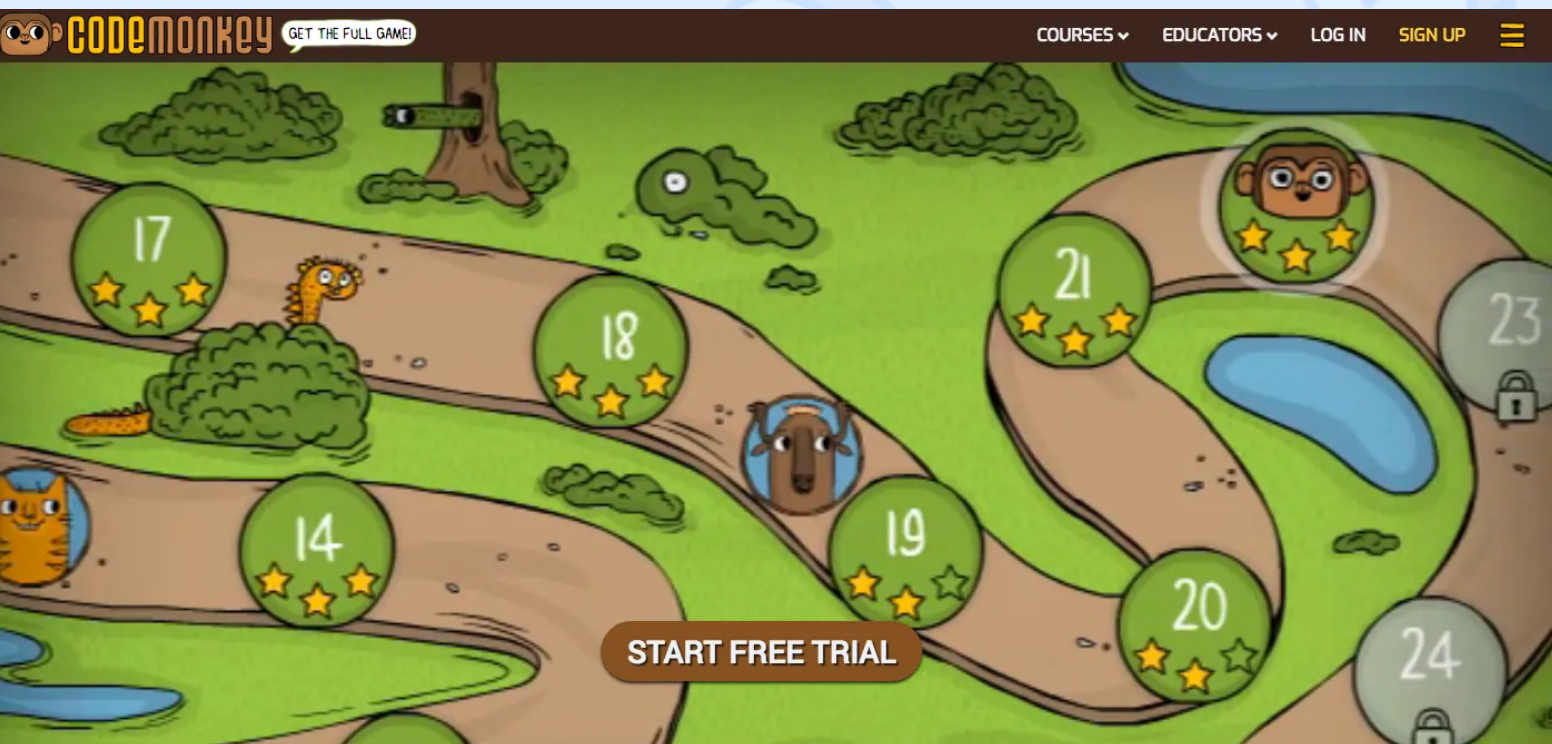 CODEMONKEY
GET THE FULL GAME!
COURSES
EDUCATORS
LOG IN
SIGN UP
17
18
21
23
14
19
20
24
START FREE TRIAL